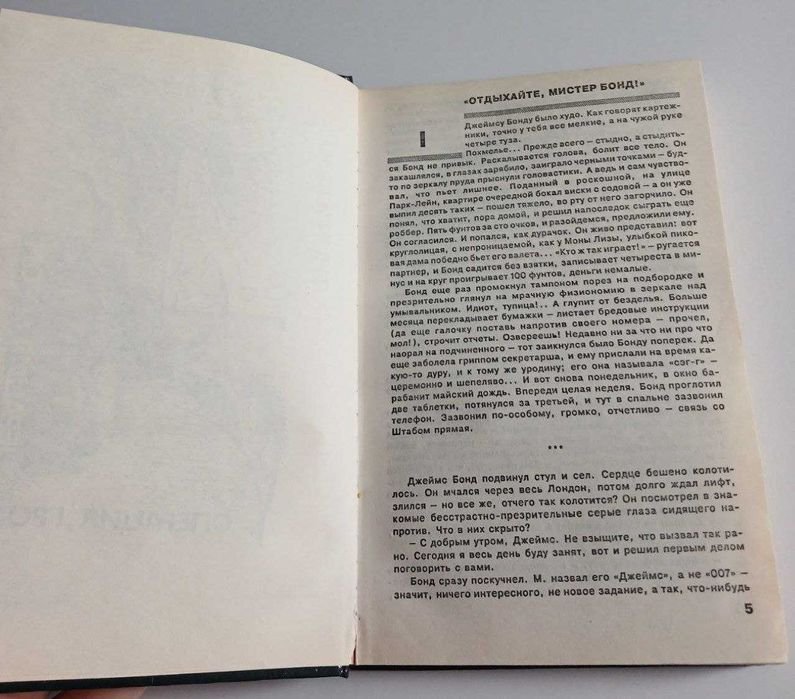 «ОТДЫХАЙТЕ, МИСТЕР БОНД!»
I
Джеймсу Бонду было худо. Как говорят картеж-
ники, точно у тебя все мелкие, а на чужой руке
четыре туза.
Похмелье... Прежде всего – стыдно, а стыдить-
ся Бонд не привык. Раскалывается голова, болит все тело. Он
закашлялся, в глазах зарябило, заиграло черными точками – буд-
то по зеркалу пруда прыснули головастики. А ведь и сам чувство-
вал, что пьет лишнее. Поданный в роскошной, на улице
Парк-Лейн, квартире очередной бокал виски с содовой – а он уже
выпил десять таких – пошел тяжело, во рту от него загорчило. Он
понял, что хватит, пора домой, и решил напоследок сыграть еще
роббер. Пять фунтов за сто очков, и разойдемся, предложили ему.
Он согласился. И попался, как дурачок. Он живо представил: вот
круглолицая, с непроницаемой, как у Моны Лизы, улыбкой пико-
вая дама победно бьет его валета... «Кто ж так играет!» – ругается
партнер, и Бонд садится без взятки, записывает четыреста в ми-
нус и на круг проигрывает 100 фунтов, деньги немалые.
Бонд еще раз промокнул тампоном порез на подбородке и
презрительно глянул на мрачную физиономию в зеркале над
умывальником. Идиот, тупица!.. А глупит от безделья. Больше
месяца перекладывает бумажки – листает бредовые инструкции
(да еще галочку поставь напротив своего номера – прочел,
мол!), строчит отчеты. Озвереешь! Недавно ни за что ни про что
наорал на подчиненного – тот заикнулся было Бонду поперек. Да
еще заболела гриппом секретарша, и ему прислали на время ка-
кую-то дуру, и к тому же уродину; его она называла «сэг-г» –
церемонно и шепеляво... И вот снова понедельник, в окно ба-
рабанит майский дождь. Впереди целая неделя. Бонд проглотил
две таблетки, потянулся за третьей, и тут в спальне зазвонил
телефон. Зазвонил по-особому, громко, отчетливо – связь со
Штабом прямая.
***
Джеймс Бонд подвинул стул и сел. Сердце бешено колоти-
лось. Он мчался через весь Лондон, потом долго ждал лифт,
злился – но все же, отчего так колотится? Он посмотрел в зна-
комые бесстрастно-презрительные серые глаза сидящего на-
против. Что в них скрыто?
– С добрым утром, Джеймс. Не взыщите, что вызвал так ра-
но. Сегодня я весь день буду занят, вот и решил первым делом
поговорить с вами.
Бонд сразу поскучнел. М. назвал его «Джеймс», а не «007» –
значит, ничего интересного, не новое задание, а так, что-нибудь
5